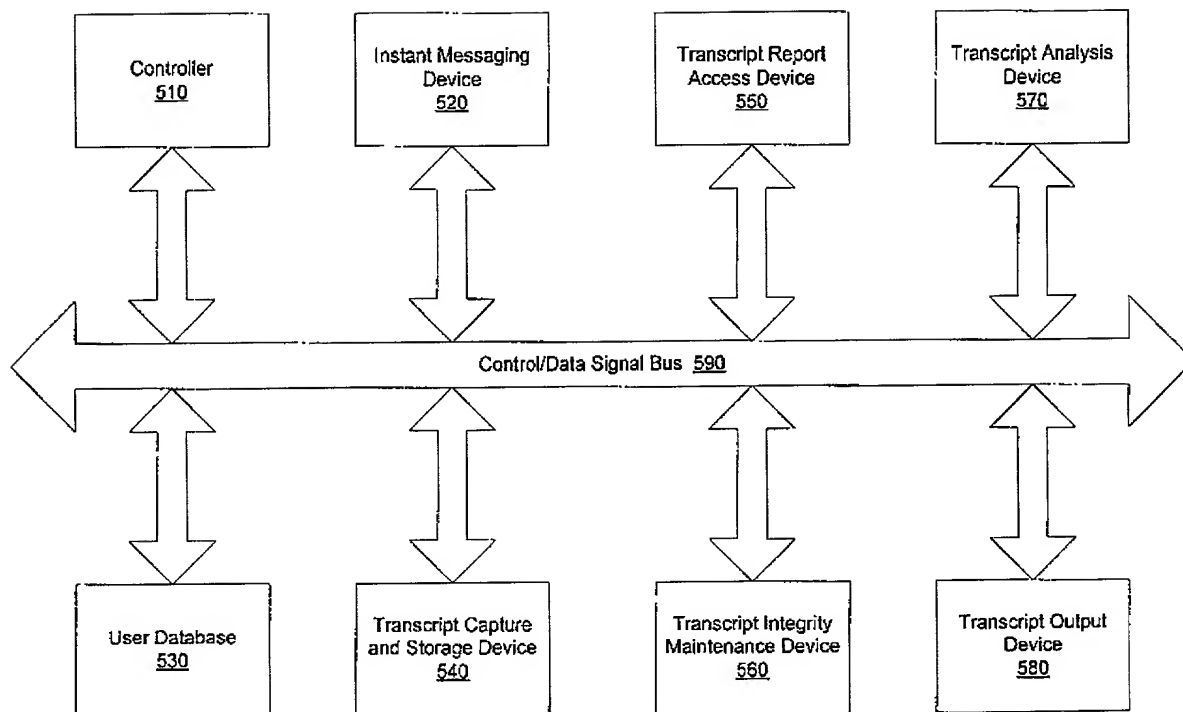 Controller
510
Instant Messaging
Device
520
Transcript Report
Access Device
550
Transcript Analysis
Device
570
Control/Data Signal Bus 590
User Database
530
Transcript Capture
and Storage Device
540
Transcript Integrity
Maintenance Device
560
Transcript Output
Device
580